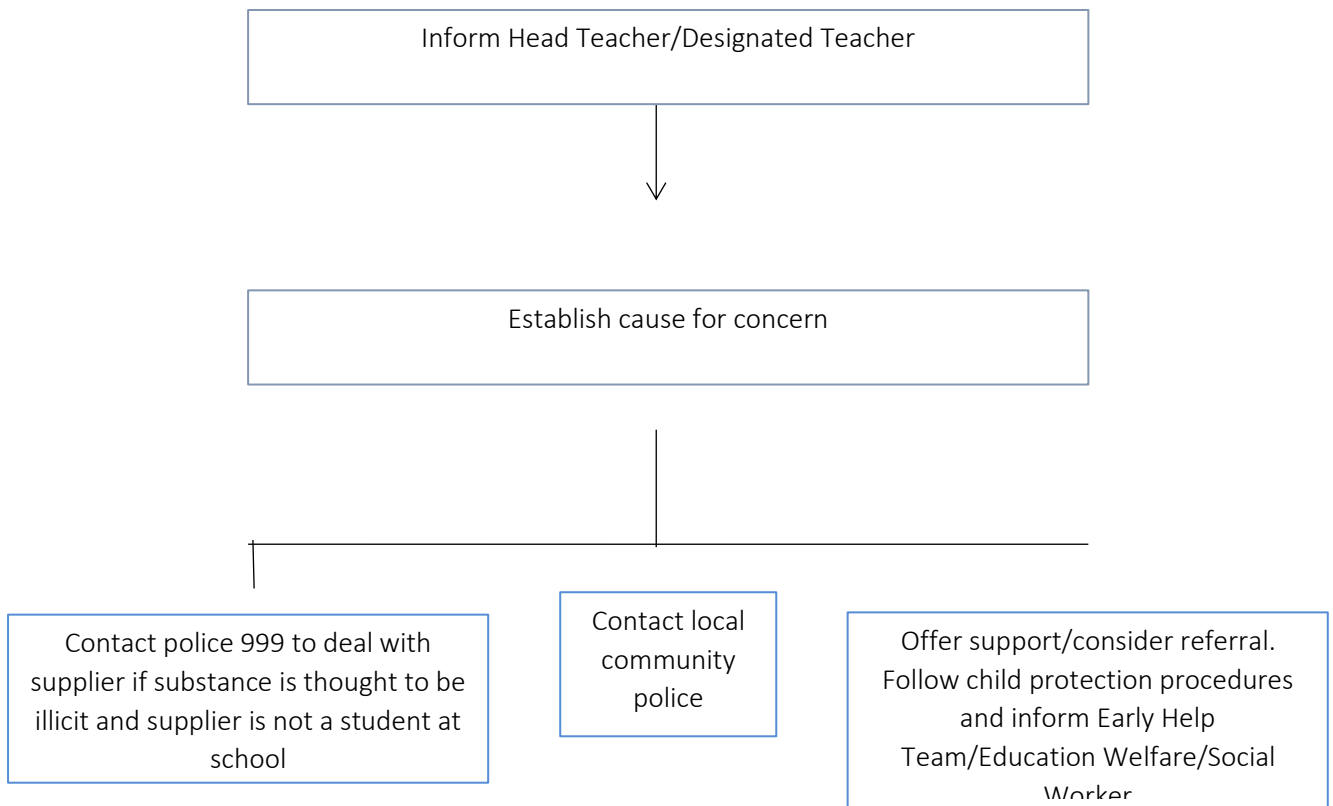 Inform Head Teacher/Designated Teacher
Establish cause for concern
Contact police 999 to deal with
supplier if substance is thought to be
illicit and supplier is not a student at
school
Contact local
community
police
Offer support/consider referral.
Follow child protection procedures
and inform Early Help
Team/Education Welfare/Social
Worker